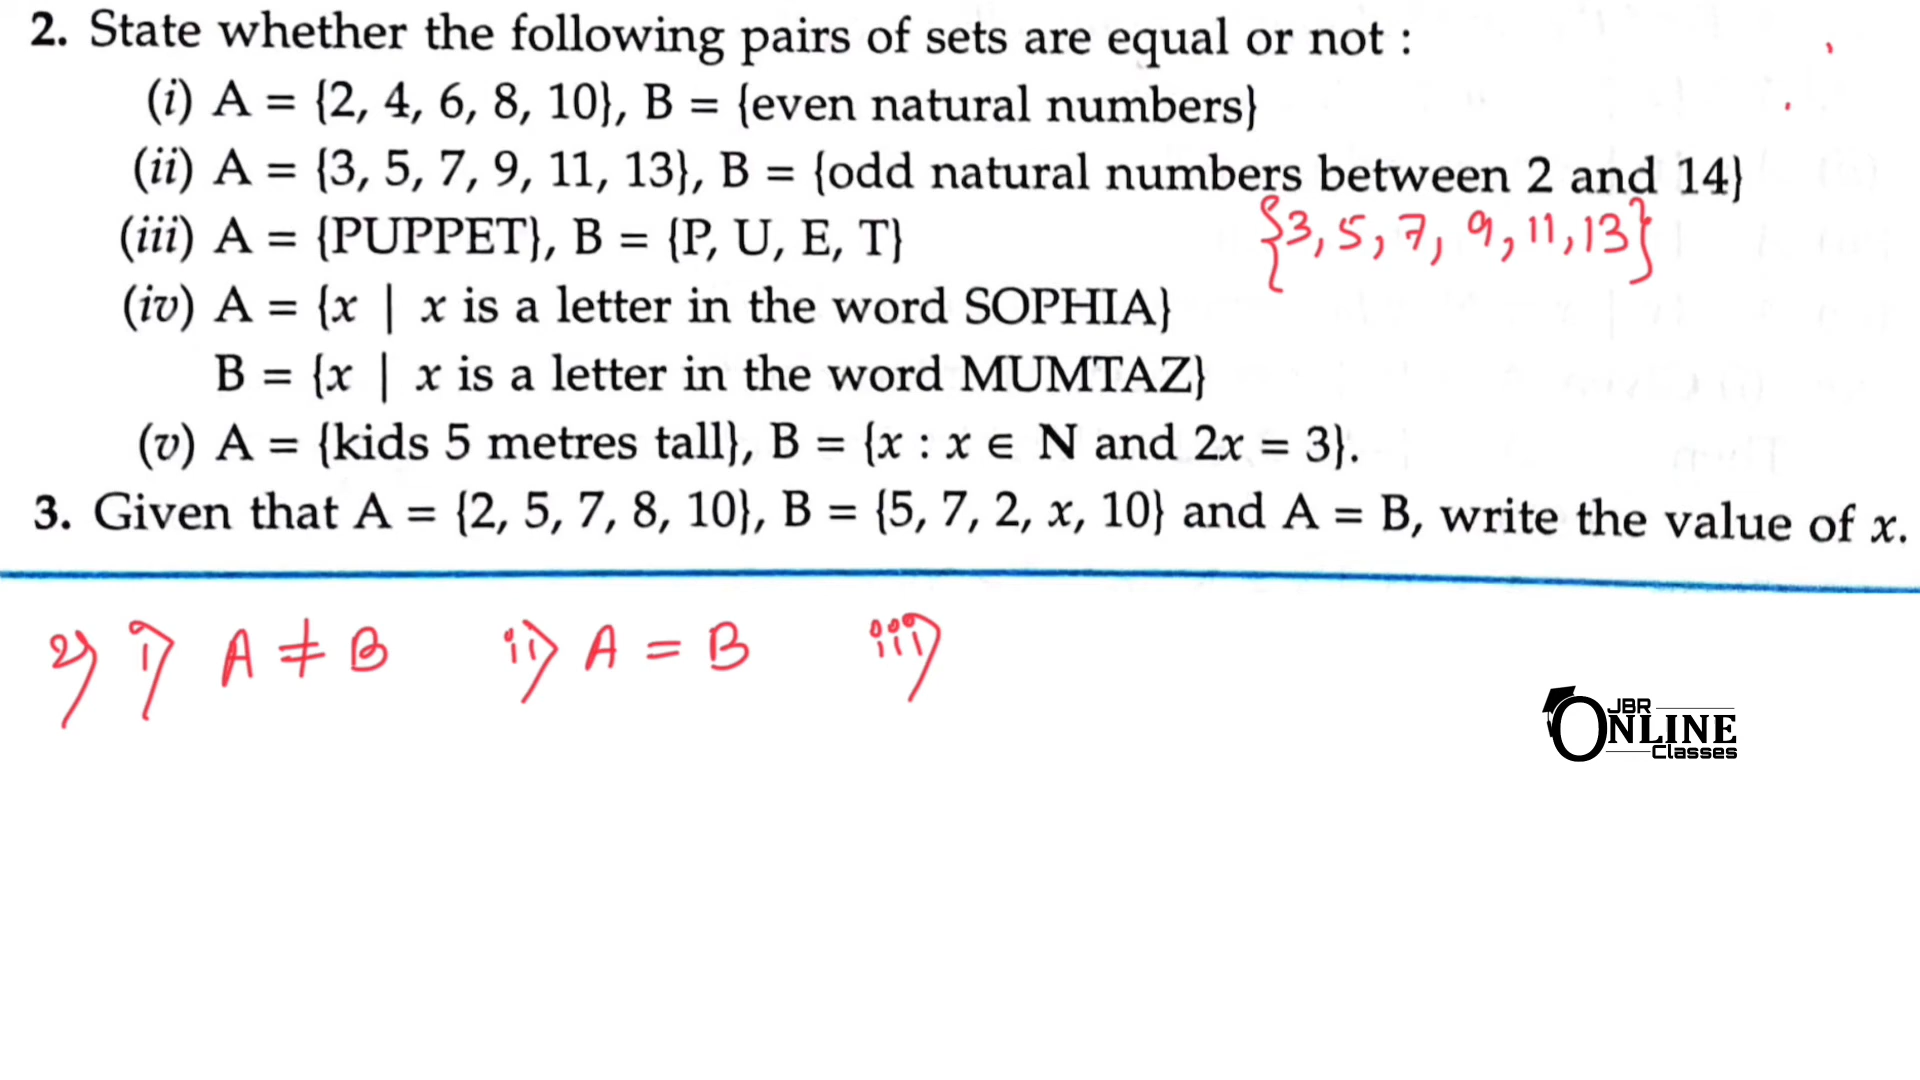 2. State whether the following pairs of sets are equal or not :
(i) A = {2, 4, 6, 8, 10}, B = {even natural numbers}
(ii) A = {3, 5, 7, 9, 11, 13}, B = {odd natural numbers between 2 and 14}
{3, 5, 7, 9, 11, 13}
(iii) A = {PUPPET}, B = {P, U, E, T}
(iv) A = {x | x is a letter in the word SOPHIA}
B = {x | x is a letter in the word MUMTAZ}
(v) A = {kids 5 metres tall}, B = {x : x ∈ N and 2x = 3}.
3. Given that A = {2, 5, 7, 8, 10}, B = {5, 7, 2, x, 10} and A = B, write the value of x.
2) i) A ≠ B ii) A = B iii)
JBR
ONLINE
Classes